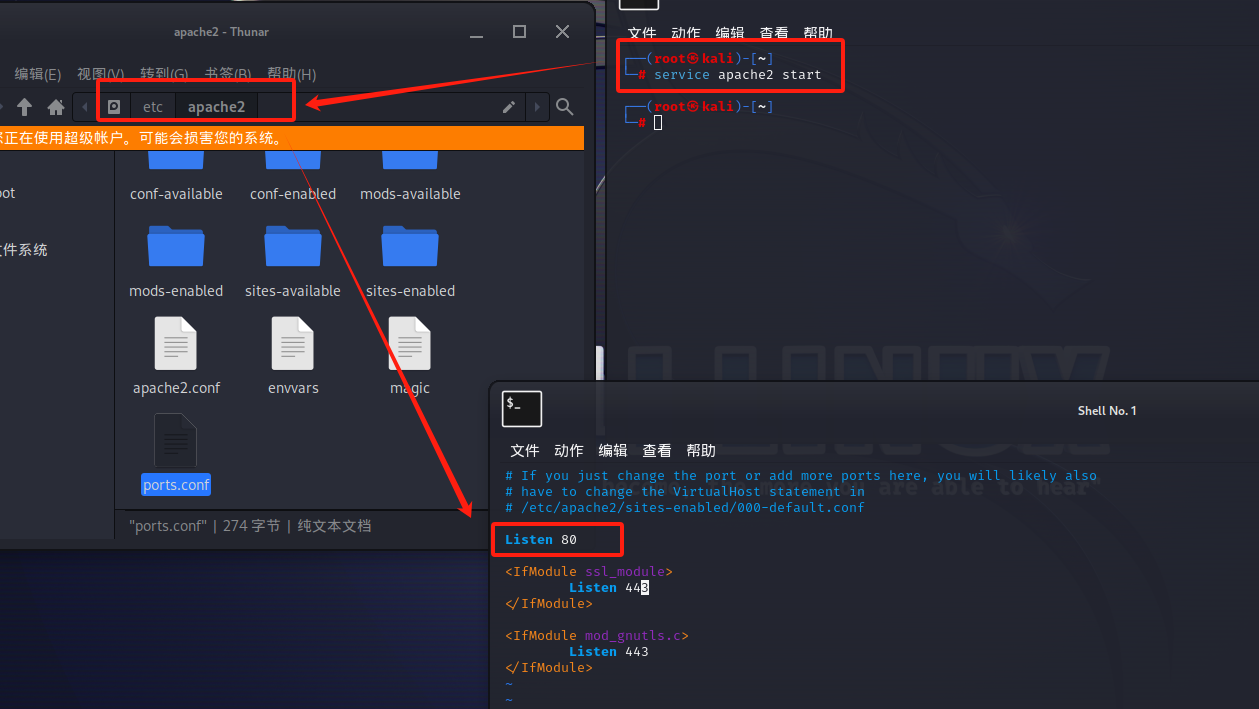 apache2 - Thunar
编辑(E) 视图(V) 转到(G) 书签(B) 帮助(H)
etc apache2
正在使用超级帐户。可能会损害您的系统。
件系统
conf-available conf-enabled mods-available
mods-enabled sites-available sites-enabled
apache2.conf envvars magic
ports.conf
"ports.conf" | 274 字节 | 纯文本文档
文件 动作 编辑 查看 帮助
┌──(root㉿kali)-[~]
└─# service apache2 start
┌──(root㉿kali)-[~]
└─#
$_
Shell No. 1
文件 动作 编辑 查看 帮助
# If you just change the port or add more ports here, you will likely also
# have to change the VirtualHost statement in
# /etc/apache2/sites-enabled/000-default.conf
Listen 80
<IfModule ssl_module>
Listen 443
</IfModule>
<IfModule mod_gnutls.c>
Listen 443
</IfModule>
~
~